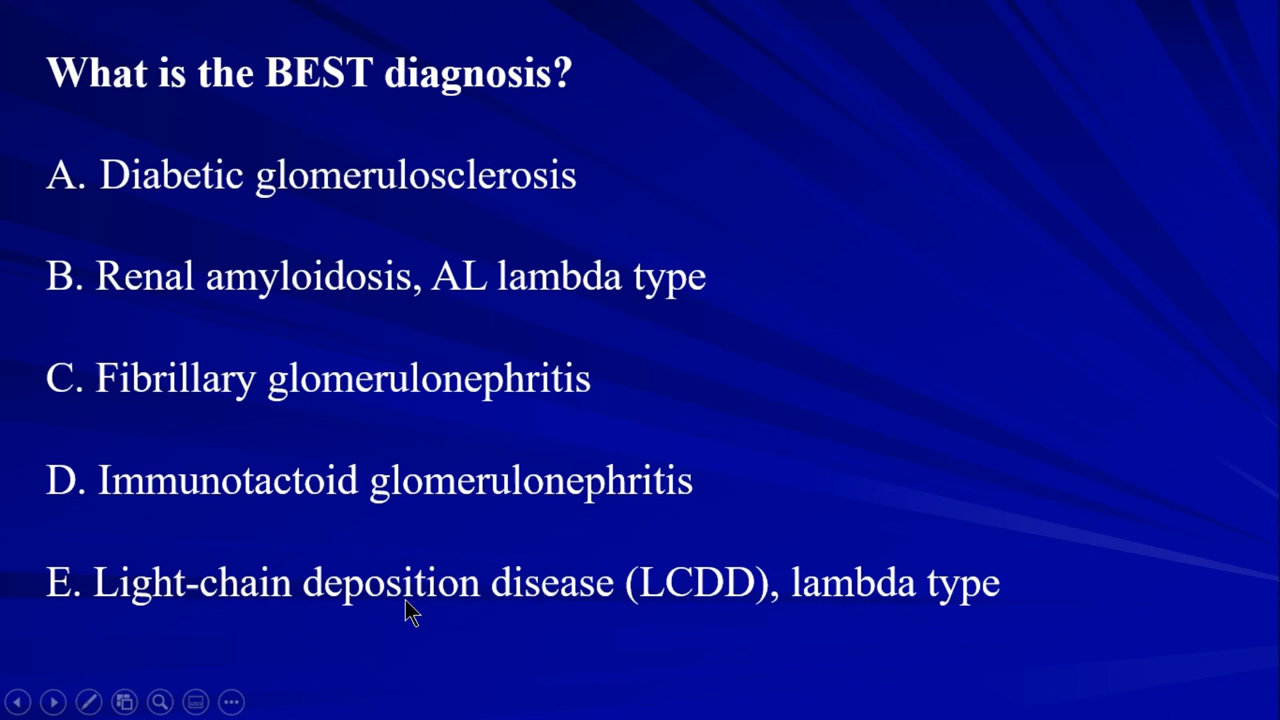 What is the BEST diagnosis?
A. Diabetic glomerulosclerosis
B. Renal amyloidosis, AL lambda type
C. Fibrillary glomerulonephritis
D. Immunotactoid glomerulonephritis
E. Light-chain deposition disease (LCDD), lambda type